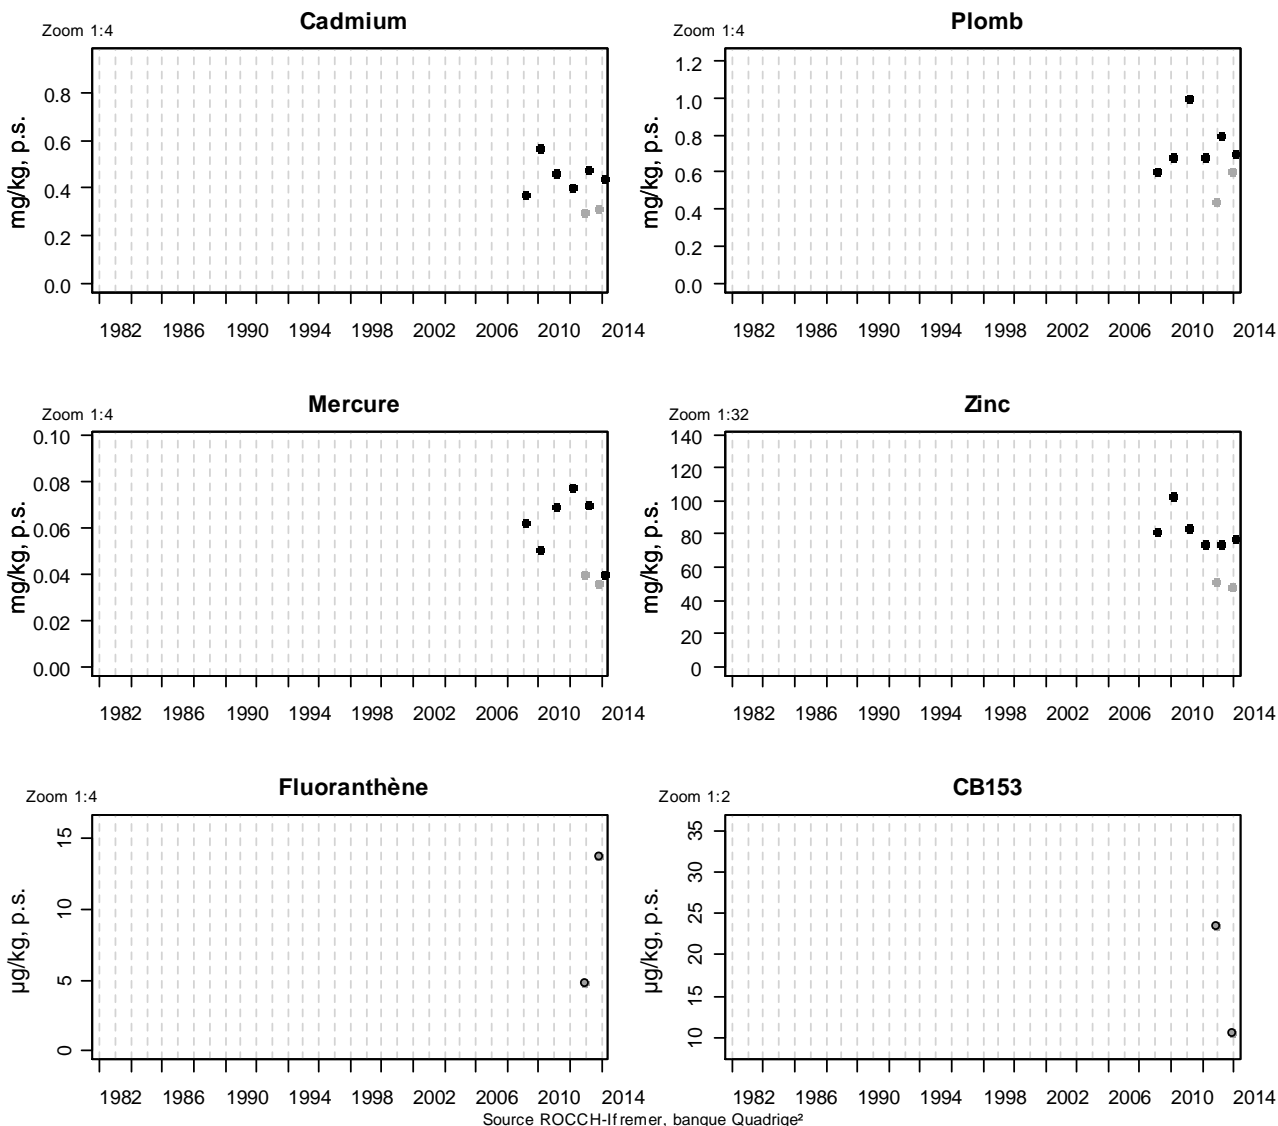 Cadmium
Zoom 1:4
mg/kg, p.s.
0.8
0.6
0.4
0.2
0.0
1982 1986 1990 1994 1998 2002 2006 2010 2014
Plomb
Zoom 1:4
mg/kg, p.s.
1.2
1.0
0.8
0.6
0.4
0.2
0.0
1982 1986 1990 1994 1998 2002 2006 2010 2014
Mercure
Zoom 1:4
mg/kg, p.s.
0.10
0.08
0.06
0.04
0.02
0.00
1982 1986 1990 1994 1998 2002 2006 2010 2014
Zinc
Zoom 1:32
mg/kg, p.s.
140
120
100
80
60
40
20
0
1982 1986 1990 1994 1998 2002 2006 2010 2014
Fluoranthène
Zoom 1:4
µg/kg, p.s.
15
10
5
0
1982 1986 1990 1994 1998 2002 2006 2010 2014
CB153
Zoom 1:2
µg/kg, p.s.
35
30
25
20
15
10
1982 1986 1990 1994 1998 2002 2006 2010 2014
Source ROCCH-Ifremer, banque Quadrige²